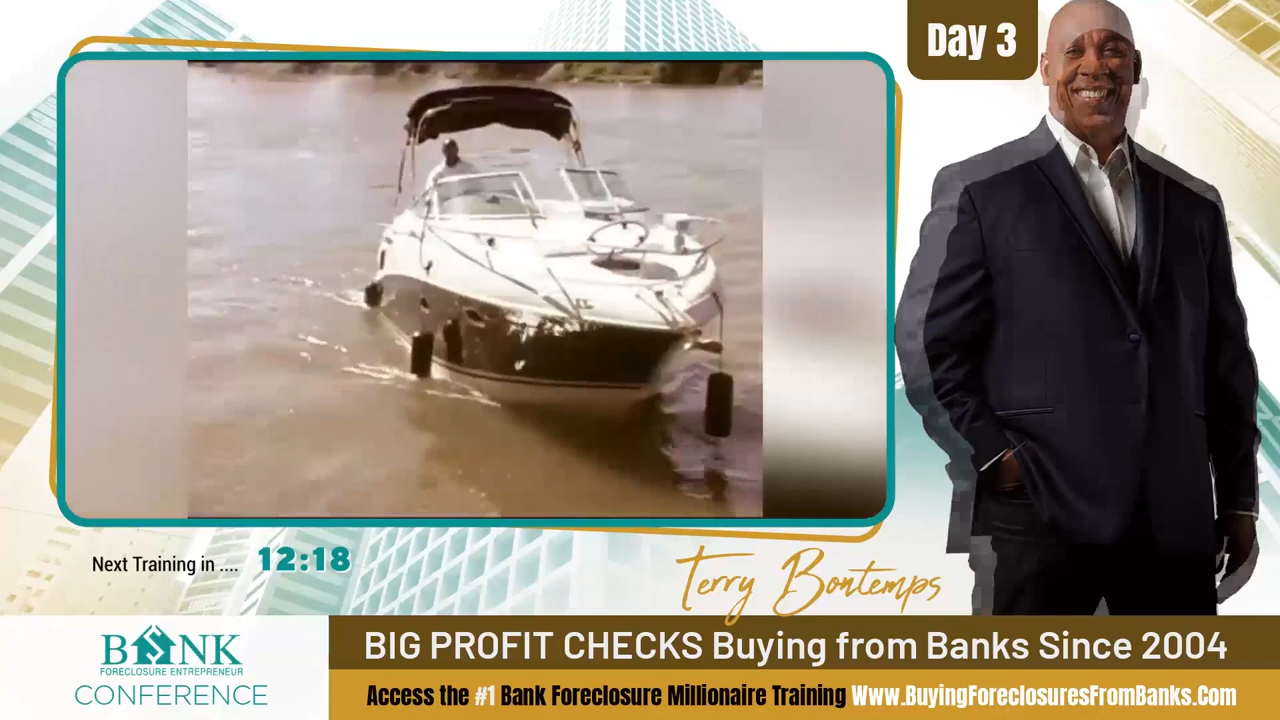 Day 3
Next Training in .... 12:18
Terry Bontemps
BANK
FORECLOSURE ENTREPRENEUR
CONFERENCE
BIG PROFIT CHECKS Buying from Banks Since 2004
Access the #1 Bank Foreclosure Millionaire Training Www.BuyingForeclosuresFromBanks.Com